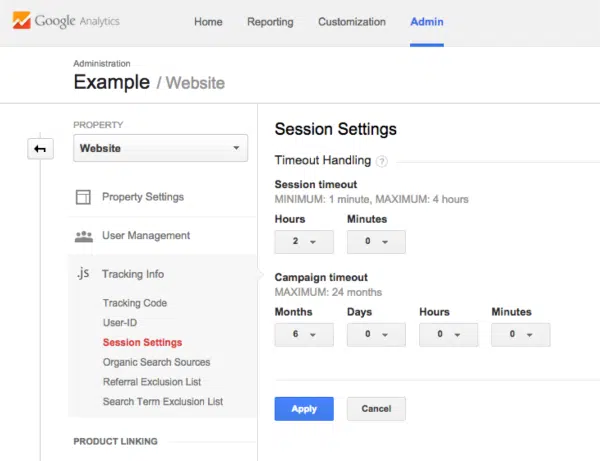 Google Analytics
Home Reporting Customization Admin
Administration
Example / Website
PROPERTY
Website
Property Settings
User Management
.js Tracking Info
Tracking Code
User-ID
Session Settings
Organic Search Sources
Referral Exclusion List
Search Term Exclusion List
PRODUCT LINKING
Session Settings
Timeout Handling ?
Session timeout
MINIMUM: 1 minute, MAXIMUM: 4 hours
Hours Minutes
2 0
Campaign timeout
MAXIMUM: 24 months
Months Days Hours Minutes
6 0 0 0
Apply Cancel